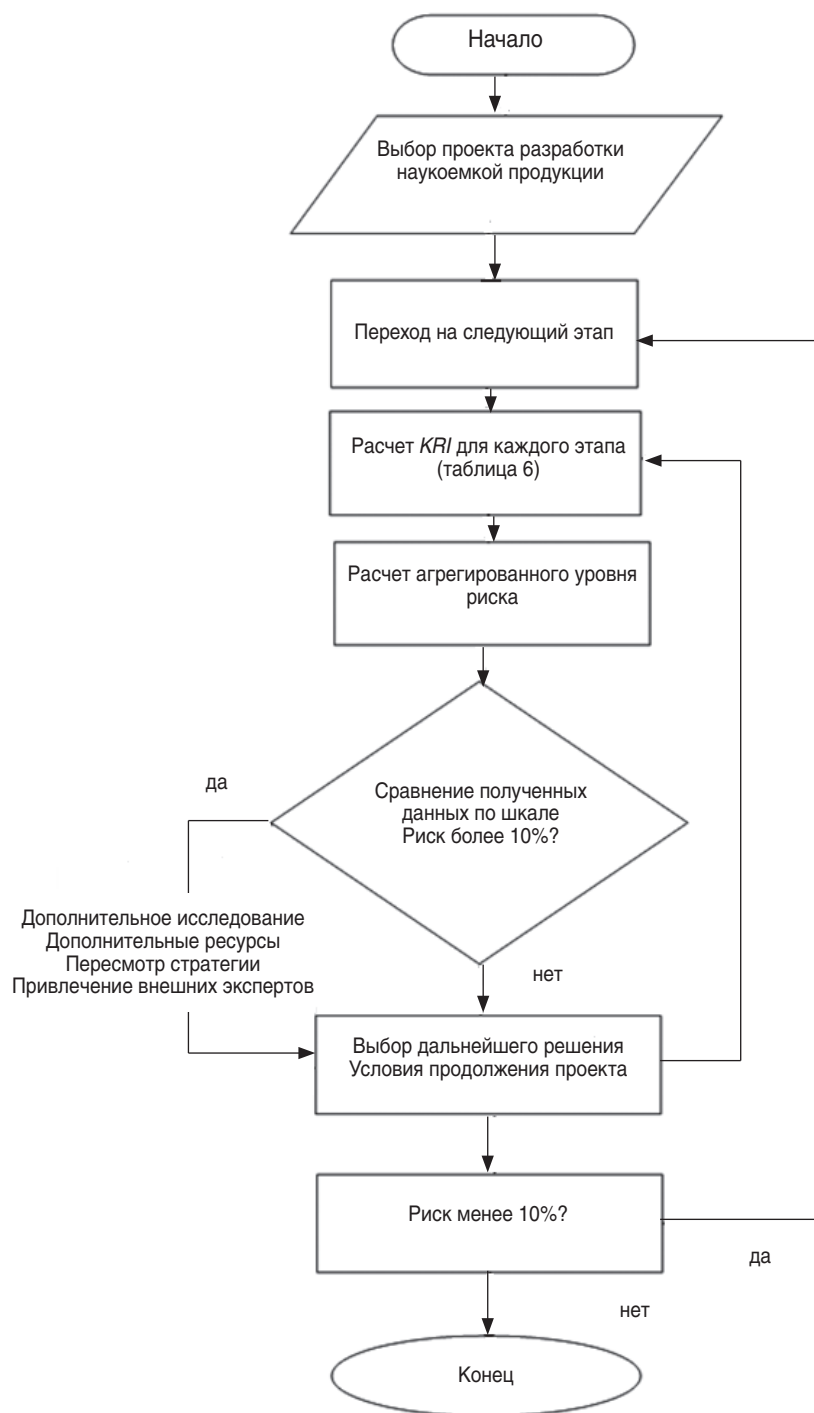 Начало
Выбор проекта разработки
наукоемкой продукции
Переход на следующий этап
Расчет KRI для каждого этапа
(таблица 6)
Расчет агрегированного уровня
риска
да
Сравнение полученных
данных по шкале
Риск более 10%?
Дополнительное исследование
Дополнительные ресурсы
Пересмотр стратегии
Привлечение внешних экспертов
нет
Выбор дальнейшего решения
Условия продолжения проекта
Риск менее 10%?
да
нет
Конец